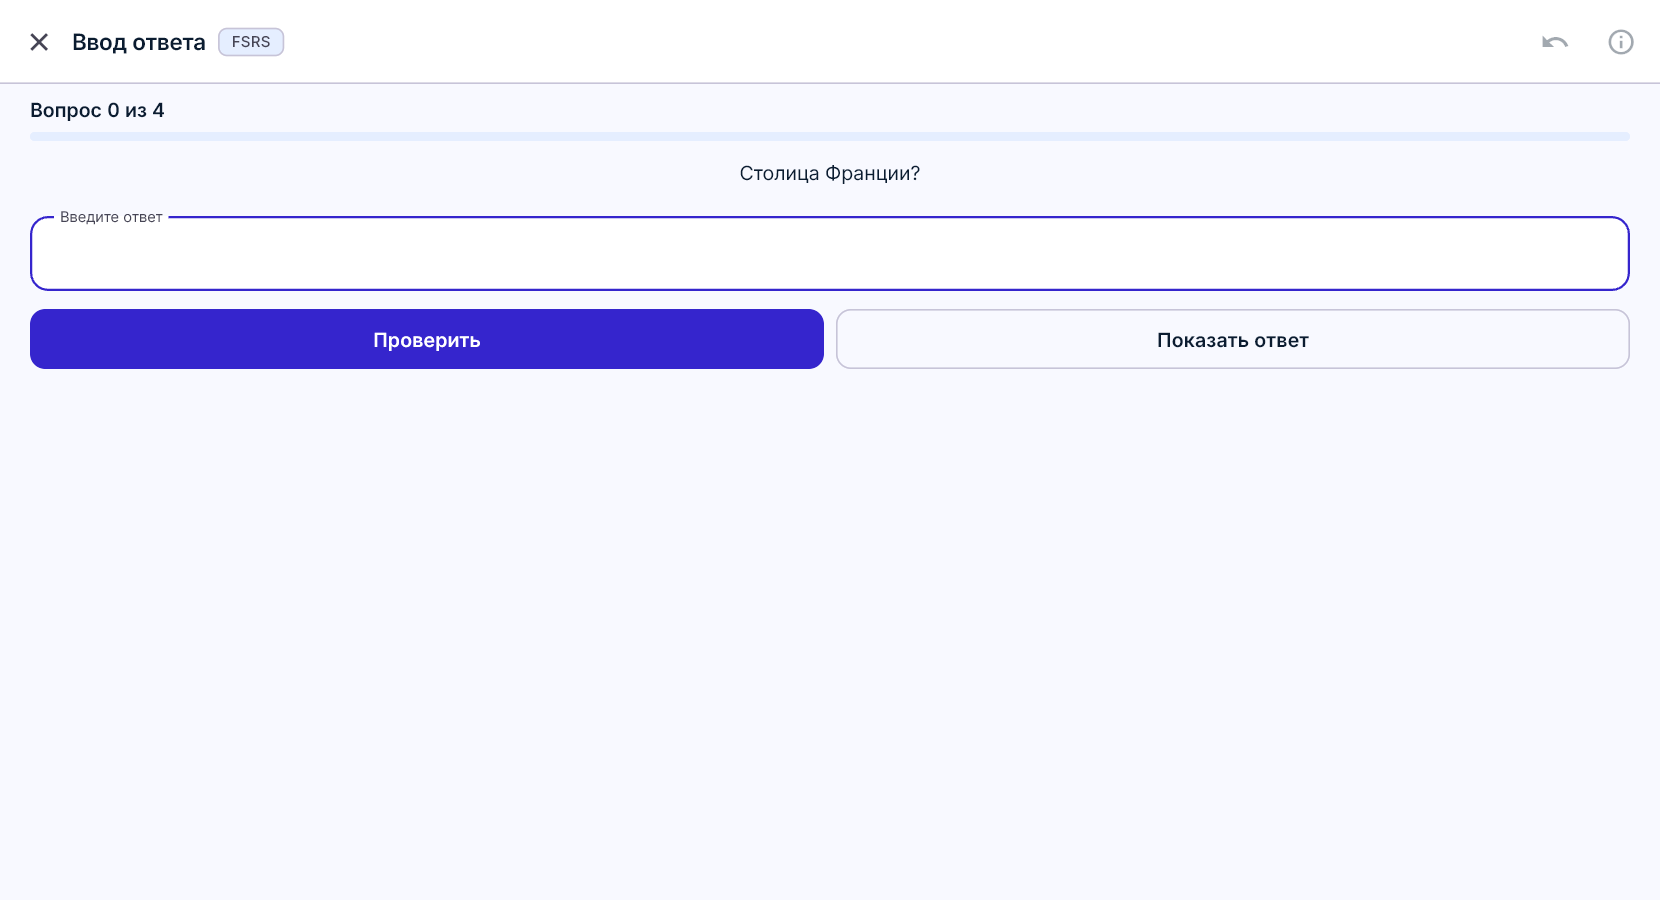 Ввод ответа FSRS
Вопрос 0 из 4
Столица Франции?
Введите ответ
Проверить Показать ответ